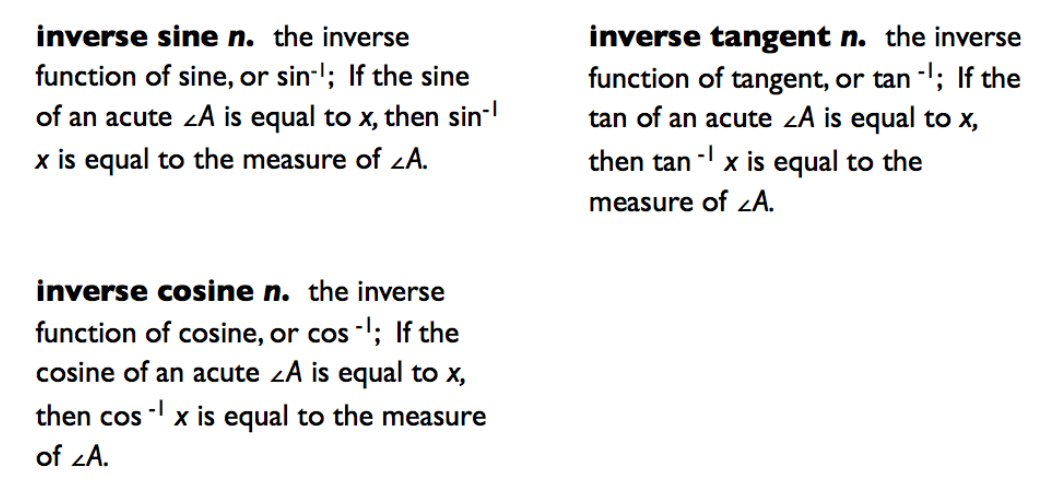 inverse sine n. the inverse
function of sine, or sin⁻¹; If the sine
of an acute ∠A is equal to x, then sin⁻¹
x is equal to the measure of ∠A.
inverse cosine n. the inverse
function of cosine, or cos ⁻¹; If the
cosine of an acute ∠A is equal to x,
then cos ⁻¹ x is equal to the measure
of ∠A.
inverse tangent n. the inverse
function of tangent, or tan ⁻¹; If the
tan of an acute ∠A is equal to x,
then tan ⁻¹ x is equal to the
measure of ∠A.